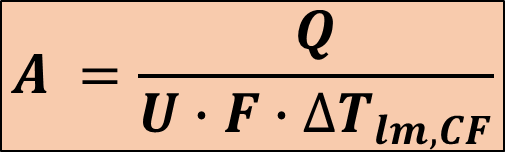 A = Q / (U · F · ΔT_lm,CF)